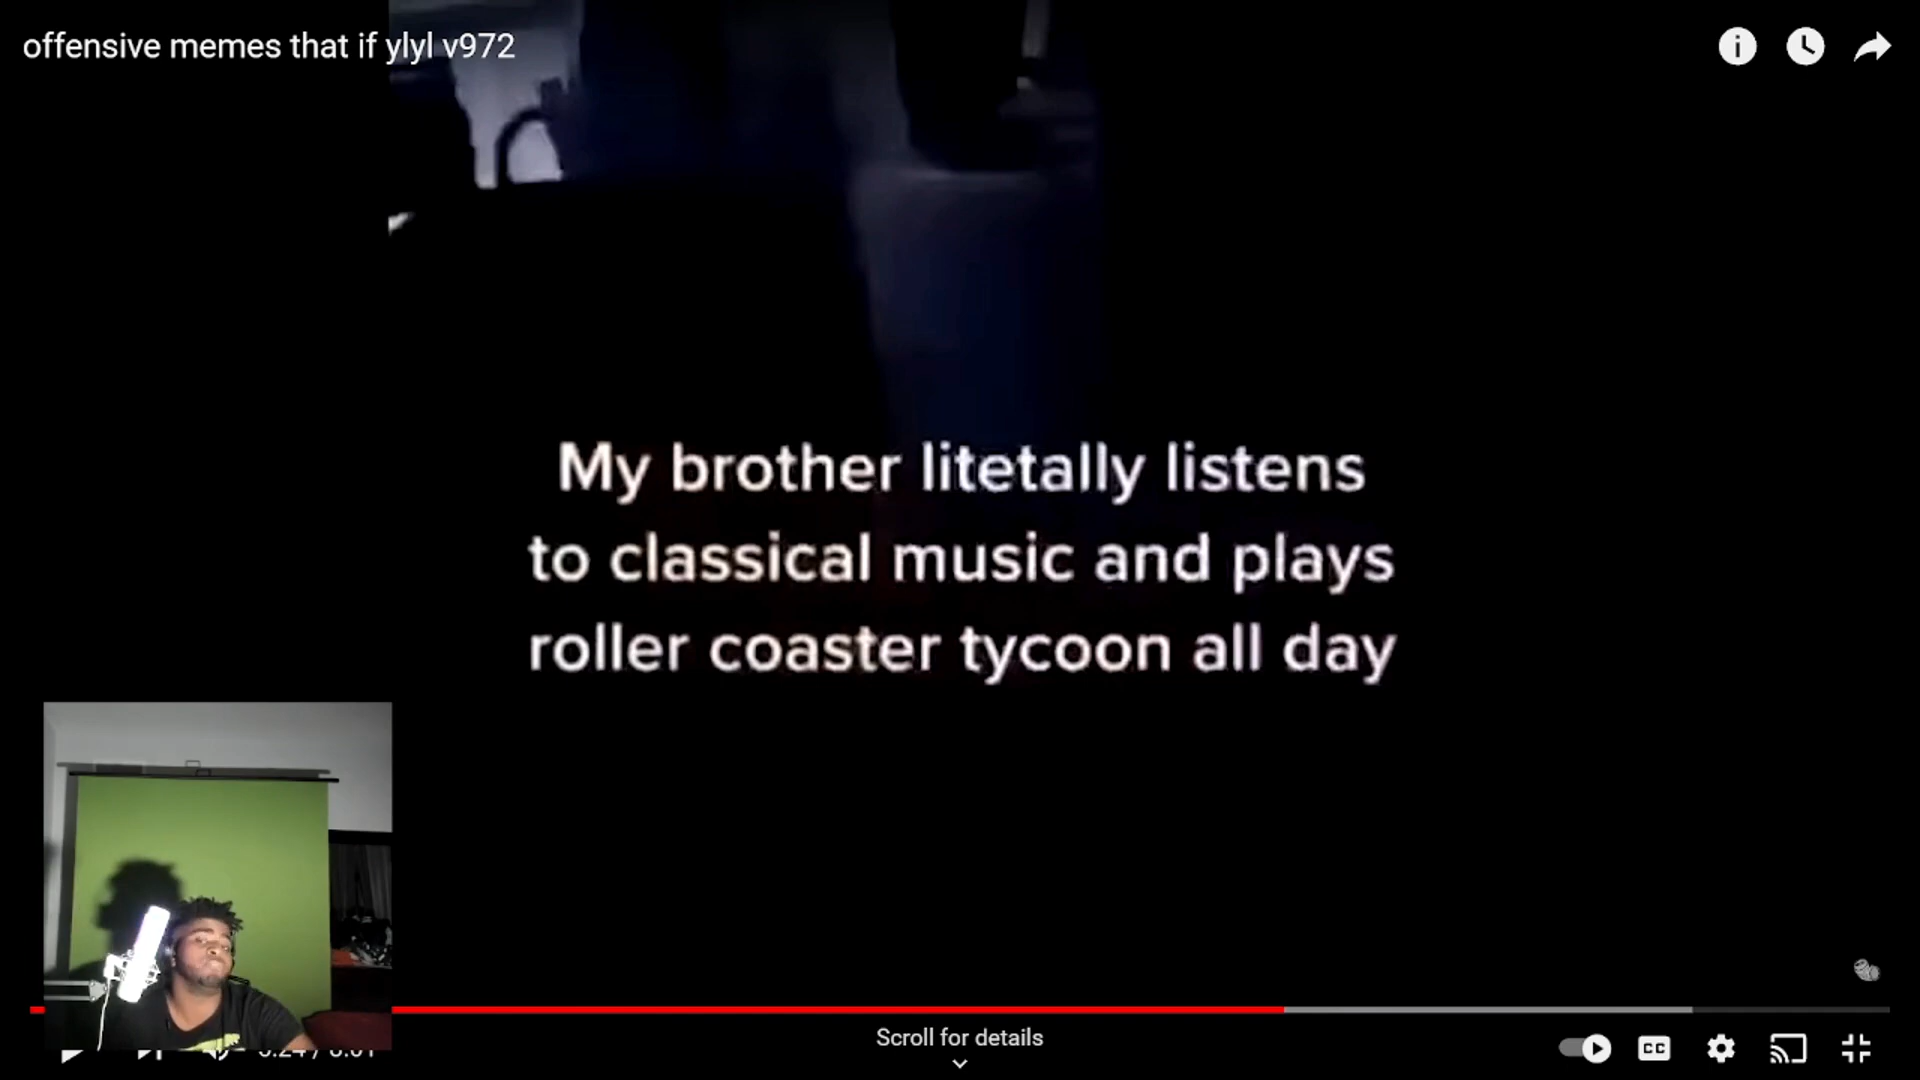 offensive memes that if ylyl v972
My brother litetally listens
to classical music and plays
roller coaster tycoon all day
Scroll for details
CC